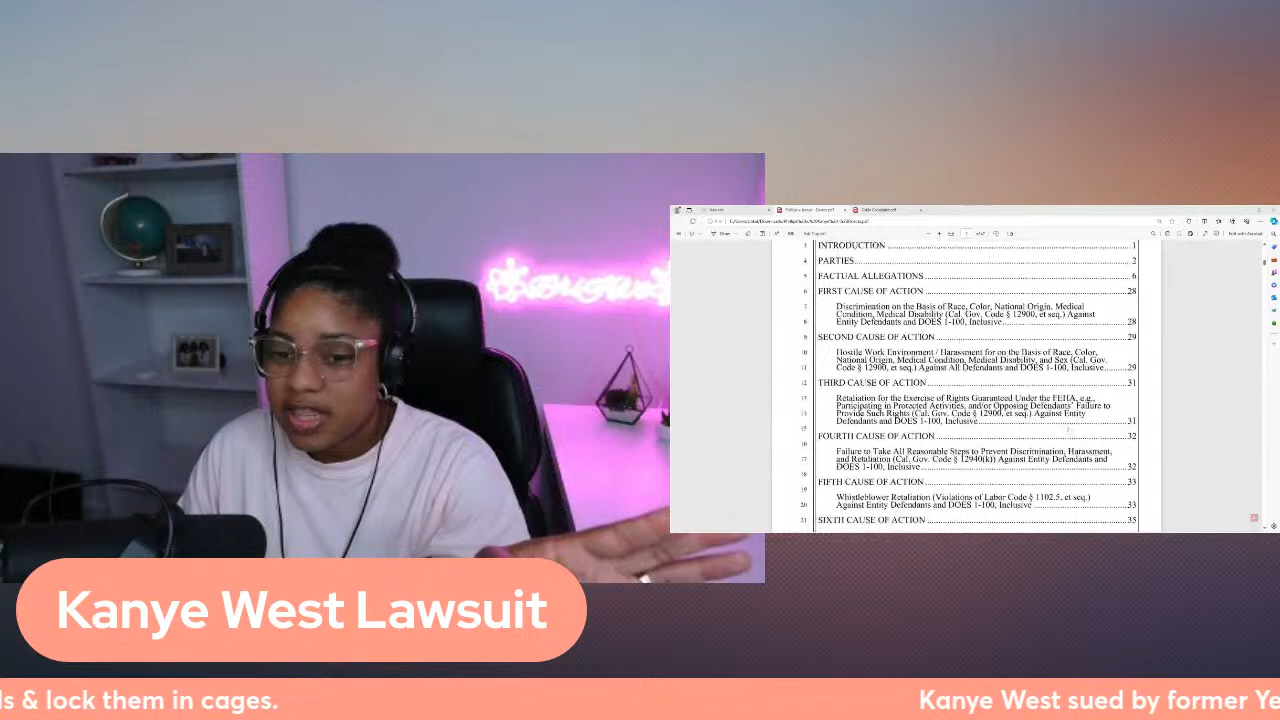 INTRODUCTION 1
PARTIES 2
FACTUAL ALLEGATIONS 6
FIRST CAUSE OF ACTION 28
Discrimination on the Basis of Race, Color, National Origin, Medical
Condition, Medical Disability (Cal. Gov. Code § 12900, et seq.) Against
Entity Defendants and DOES 1-100, Inclusive 28
SECOND CAUSE OF ACTION 29
Hostile Work Environment / Harassment for on the Basis of Race, Color,
National Origin, Medical Condition, Medical Disability, and Sex (Cal. Gov.
Code § 12900, et seq.) Against All Defendants and DOES 1-100, Inclusive 29
THIRD CAUSE OF ACTION 31
Retaliation for the Exercise of Rights Guaranteed Under the FEHA, e.g.,
Participating in Protected Activities, and/or Opposing Defendants' Failure to
Provide Such Rights (Cal. Gov. Code § 12900, et seq.) Against Entity
Defendants and DOES 1-100, Inclusive 31
FOURTH CAUSE OF ACTION 32
Failure to Take All Reasonable Steps to Prevent Discrimination, Harassment,
and Retaliation (Cal. Gov. Code § 12940(k)) Against Entity Defendants and
DOES 1-100, Inclusive 32
FIFTH CAUSE OF ACTION 33
Whistleblower Retaliation (Violations of Labor Code § 1102.5, et seq.)
Against Entity Defendants and DOES 1-100, Inclusive 33
SIXTH CAUSE OF ACTION 35
Kanye West Lawsuit
ls & lock them in cages.
Kanye West sued by former Ye